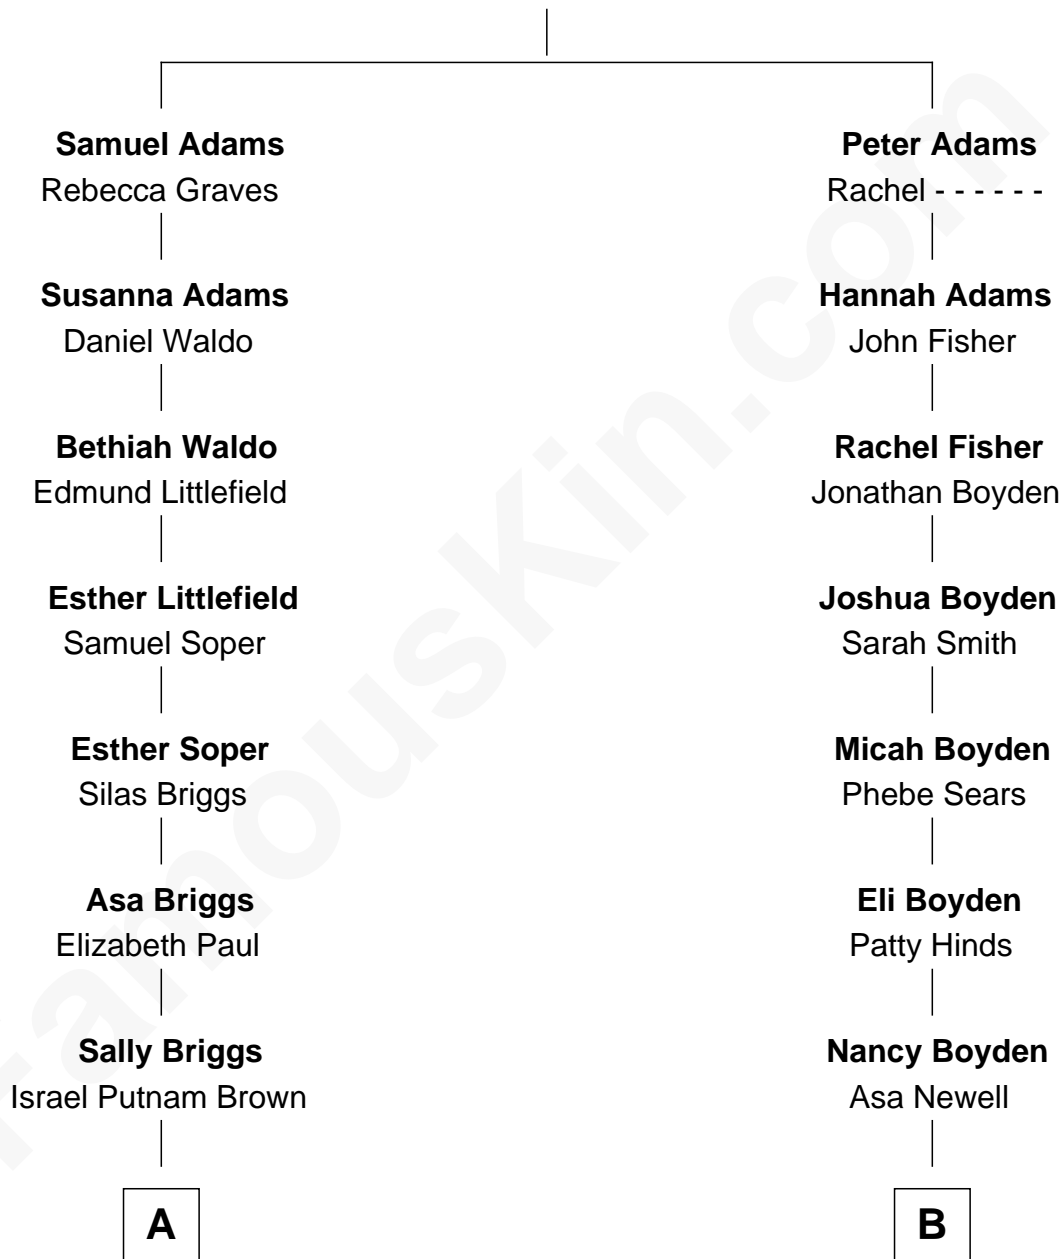 Samuel Adams
Rebecca Graves
Peter Adams
Rachel - - - - - -
Susanna Adams
Daniel Waldo
Hannah Adams
John Fisher
Bethiah Waldo
Edmund Littlefield
Rachel Fisher
Jonathan Boyden
Esther Littlefield
Samuel Soper
Joshua Boyden
Sarah Smith
Esther Soper
Silas Briggs
Micah Boyden
Phebe Sears
Asa Briggs
Elizabeth Paul
Eli Boyden
Patty Hinds
Sally Briggs
Israel Putnam Brown
Nancy Boyden
Asa Newell
A
B
FamousKin.com